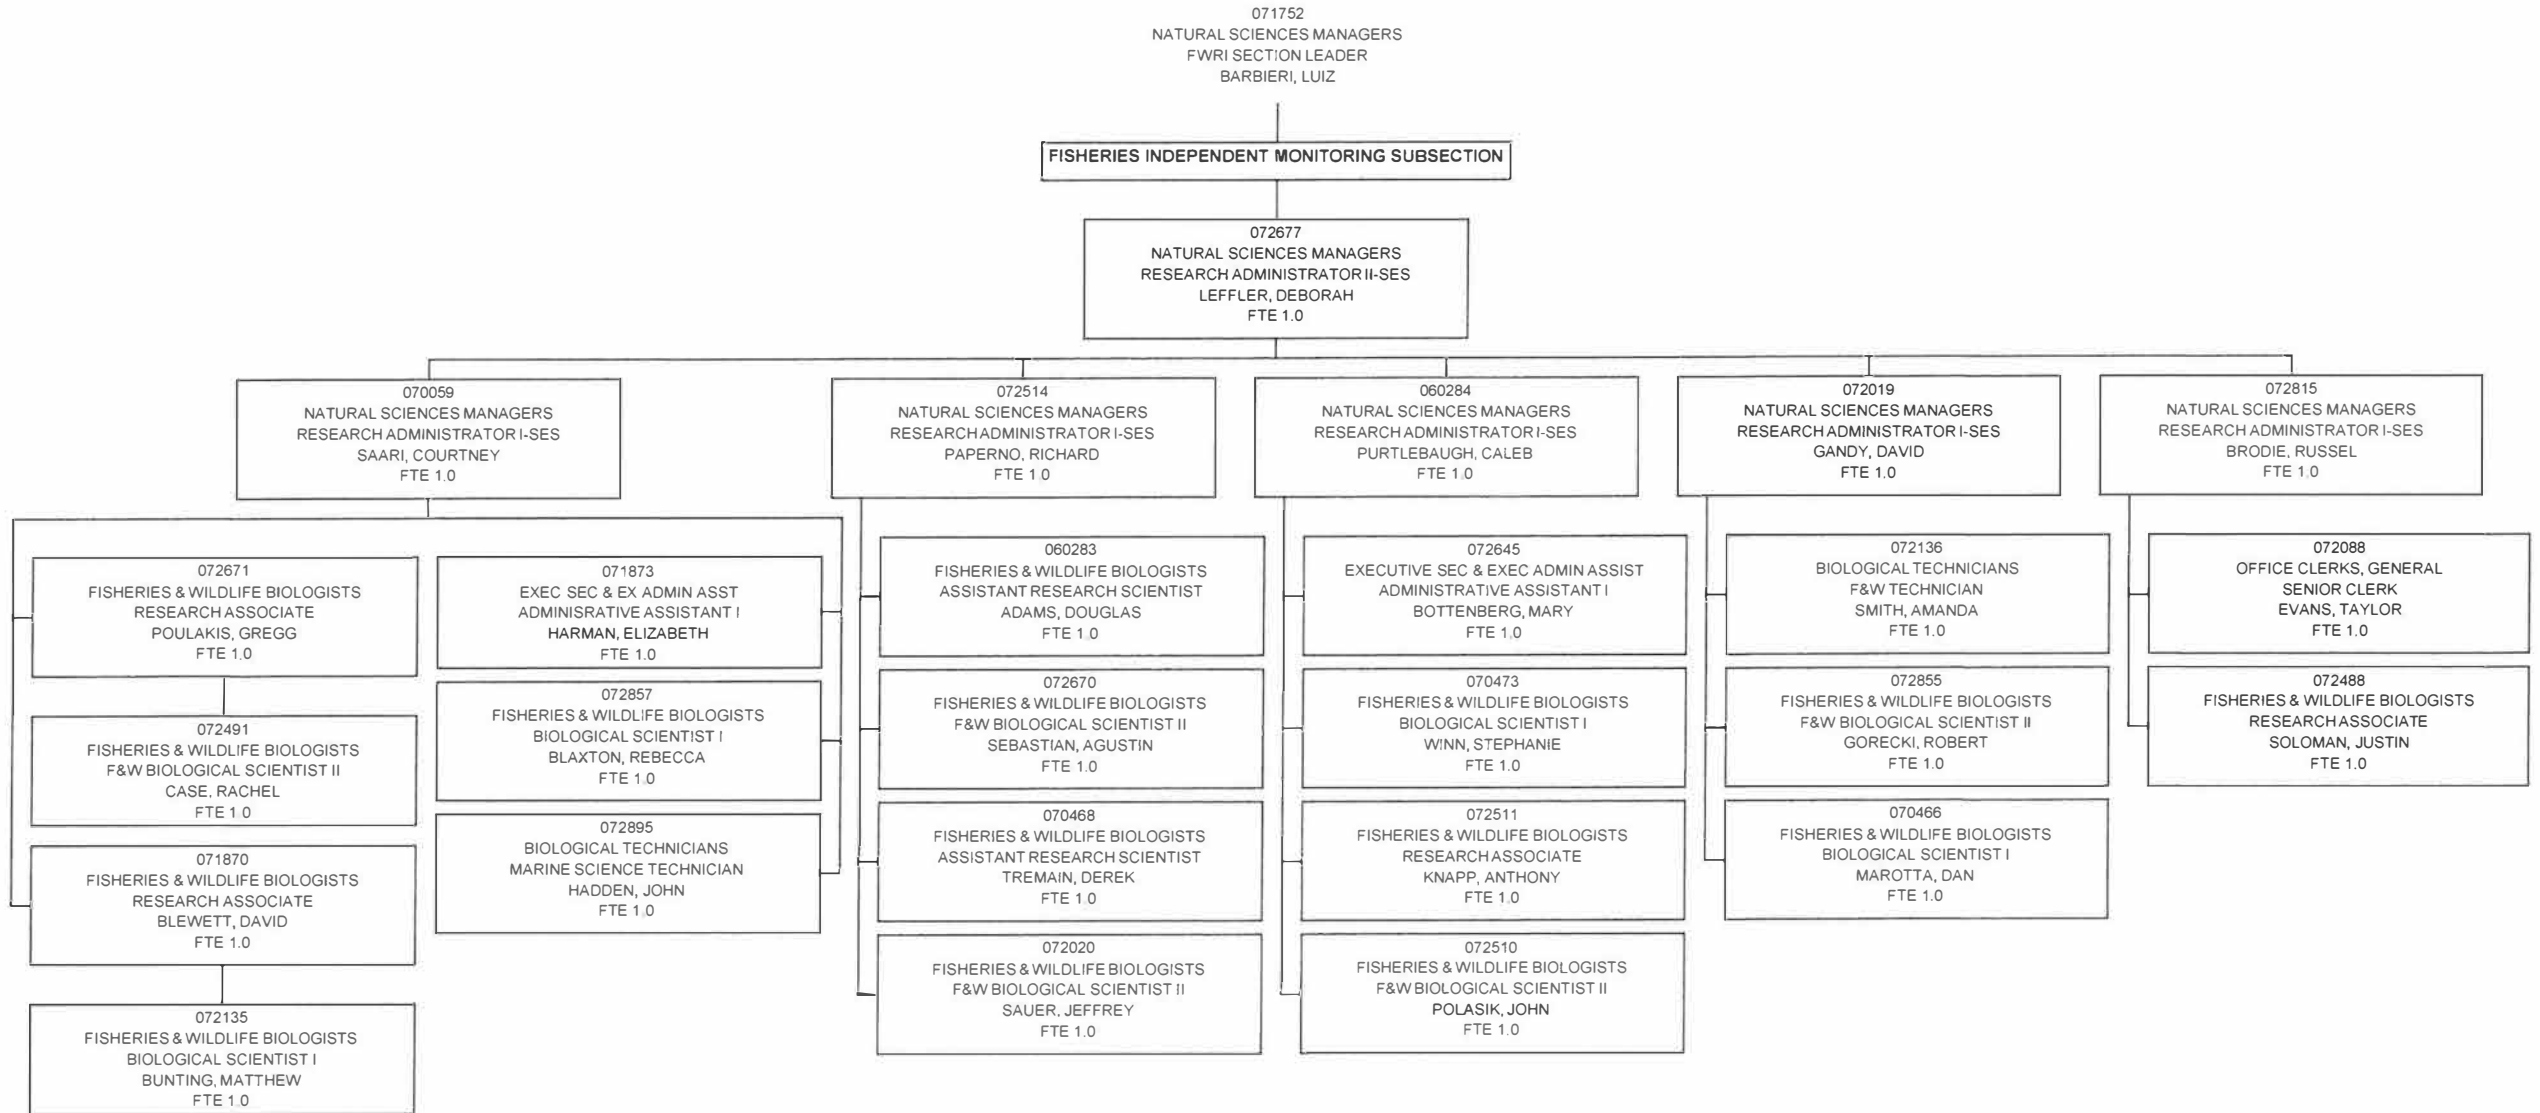 071752
NATURAL SCIENCES MANAGERS
FWRI SECTION LEADER
BARBIERI, LUIZ
FISHERIES INDEPENDENT MONITORING SUBSECTION
072677
NATURAL SCIENCES MANAGERS
RESEARCH ADMINISTRATOR II-SES
LEFFLER, DEBORAH
FTE 1.0
070059
NATURAL SCIENCES MANAGERS
RESEARCH ADMINISTRATOR I-SES
SAARI, COURTNEY
FTE 1.0
072514
NATURAL SCIENCES MANAGERS
RESEARCH ADMINISTRATOR I-SES
PAPERNO, RICHARD
FTE 1.0
060284
NATURAL SCIENCES MANAGERS
RESEARCH ADMINISTRATOR I-SES
PURTLEBAUGH, CALEB
FTE 1.0
072019
NATURAL SCIENCES MANAGERS
RESEARCH ADMINISTRATOR I-SES
GANDY, DAVID
FTE 1.0
072815
NATURAL SCIENCES MANAGERS
RESEARCH ADMINISTRATOR I-SES
BRODIE, RUSSEL
FTE 1.0
072671
FISHERIES & WILDLIFE BIOLOGISTS
RESEARCH ASSOCIATE
POULAKIS, GREGG
FTE 1.0
072491
FISHERIES & WILDLIFE BIOLOGISTS
F&W BIOLOGICAL SCIENTIST II
CASE, RACHEL
FTE 1.0
071870
FISHERIES & WILDLIFE BIOLOGISTS
RESEARCH ASSOCIATE
BLEWETT, DAVID
FTE 1.0
072135
FISHERIES & WILDLIFE BIOLOGISTS
BIOLOGICAL SCIENTIST I
BUNTING, MATTHEW
FTE 1.0
071873
EXEC SEC & EX ADMIN ASST
ADMINISRATIVE ASSISTANT I
HARMAN, ELIZABETH
FTE 1.0
072857
FISHERIES & WILDLIFE BIOLOGISTS
BIOLOGICAL SCIENTIST I
BLAXTON, REBECCA
FTE 1.0
072895
BIOLOGICAL TECHNICIANS
MARINE SCIENCE TECHNICIAN
HADDEN, JOHN
FTE 1.0
060283
FISHERIES & WILDLIFE BIOLOGISTS
ASSISTANT RESEARCH SCIENTIST
ADAMS, DOUGLAS
FTE 1.0
072670
FISHERIES & WILDLIFE BIOLOGISTS
F&W BIOLOGICAL SCIENTIST II
SEBASTIAN, AGUSTIN
FTE 1.0
070468
FISHERIES & WILDLIFE BIOLOGISTS
ASSISTANT RESEARCH SCIENTIST
TREMAIN, DEREK
FTE 1.0
072020
FISHERIES & WILDLIFE BIOLOGISTS
F&W BIOLOGICAL SCIENTIST II
SAUER, JEFFREY
FTE 1.0
072645
EXECUTIVE SEC & EXEC ADMIN ASSIST
ADMINISTRATIVE ASSISTANT I
BOTTENBERG, MARY
FTE 1.0
070473
FISHERIES & WILDLIFE BIOLOGISTS
BIOLOGICAL SCIENTIST I
WINN, STEPHANIE
FTE 1.0
072511
FISHERIES & WILDLIFE BIOLOGISTS
RESEARCH ASSOCIATE
KNAPP, ANTHONY
FTE 1.0
072510
FISHERIES & WILDLIFE BIOLOGISTS
F&W BIOLOGICAL SCIENTIST II
POLASIK, JOHN
FTE 1.0
072136
BIOLOGICAL TECHNICIANS
F&W TECHNICIAN
SMITH, AMANDA
FTE 1.0
072855
FISHERIES & WILDLIFE BIOLOGISTS
F&W BIOLOGICAL SCIENTIST II
GORECKI, ROBERT
FTE 1.0
070466
FISHERIES & WILDLIFE BIOLOGISTS
BIOLOGICAL SCIENTIST I
MAROTTA, DAN
FTE 1.0
072088
OFFICE CLERKS, GENERAL
SENIOR CLERK
EVANS, TAYLOR
FTE 1.0
072488
FISHERIES & WILDLIFE BIOLOGISTS
RESEARCH ASSOCIATE
SOLOMAN, JUSTIN
FTE 1.0